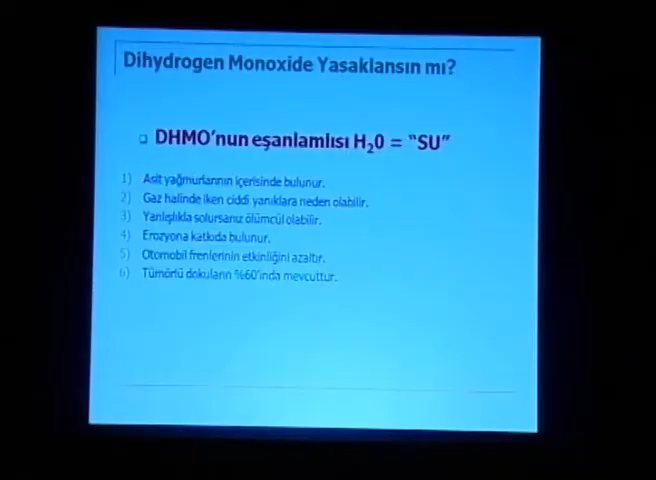 Dihydrogen Monoxide Yasaklansın mı?
DHMO'nun eşanlamlısı H₂0 = "SU"
1) Asit yağmurlarının içerisinde bulunur.
2) Gaz halinde iken ciddi yanıklara neden olabilir.
3) Yanlışlıkla solursanız ölümcül olabilir.
4) Erozyona katkıda bulunur.
5) Otomobil frenlerinin etkinliğini azaltır.
6) Tümörlü dokuların %60'ında mevcuttur.